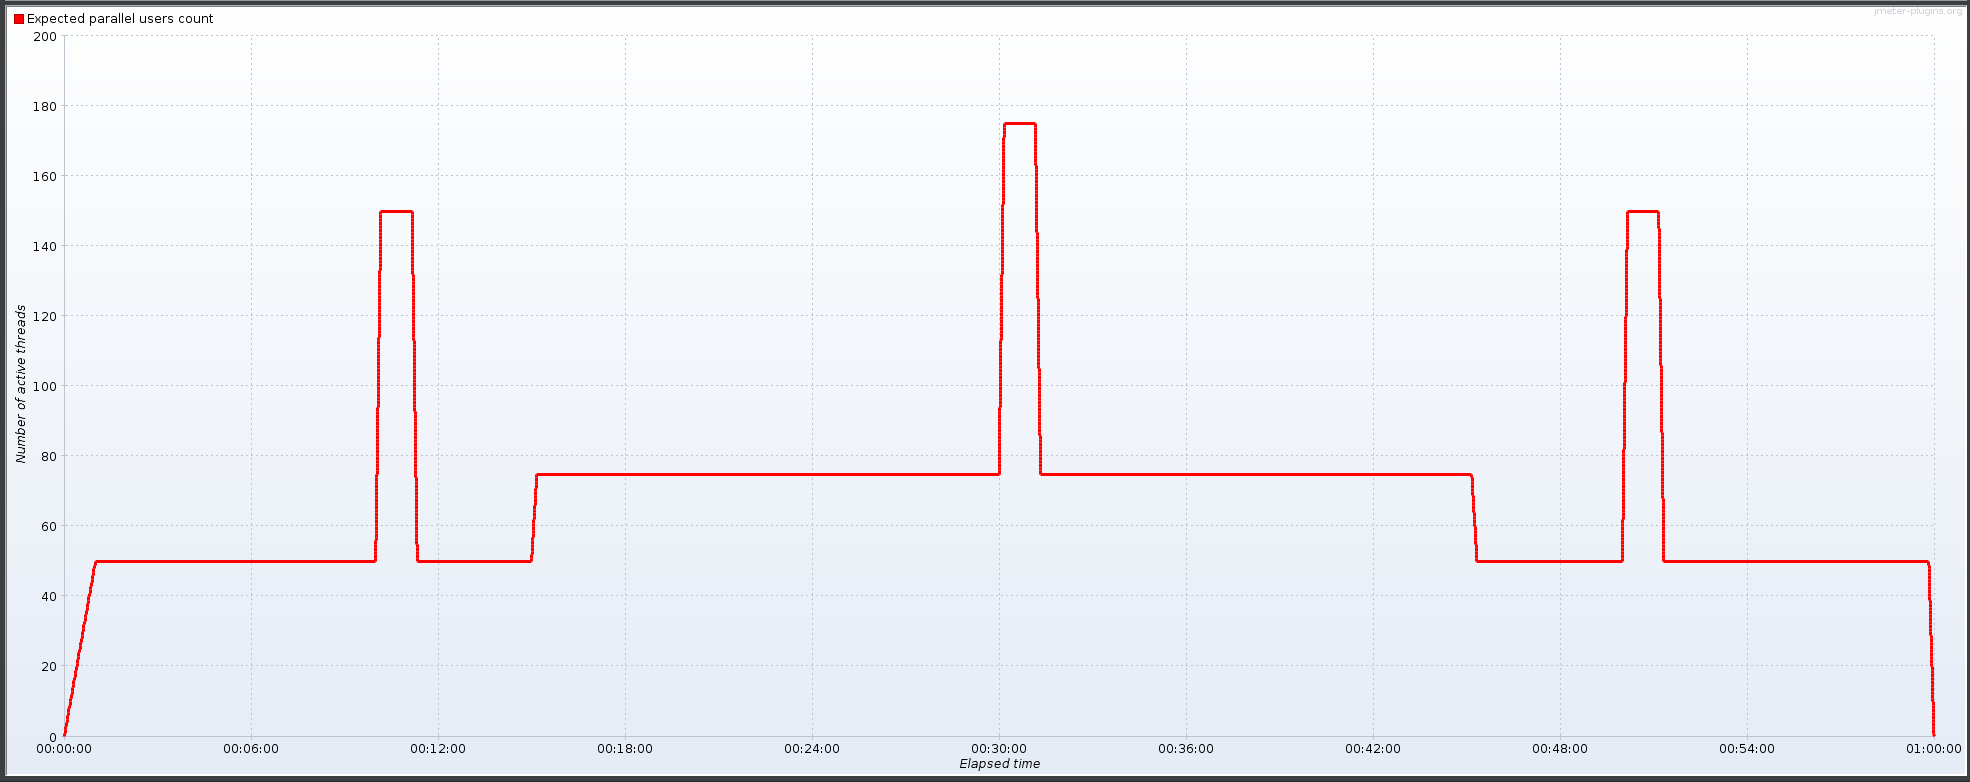 Expected parallel users count
jmeter-plugins.org
200
180
160
140
120
100
80
60
40
20
0
Number of active threads
00:00:00 00:06:00 00:12:00 00:18:00 00:24:00 00:30:00 00:36:00 00:42:00 00:48:00 00:54:00 01:00:00
Elapsed time